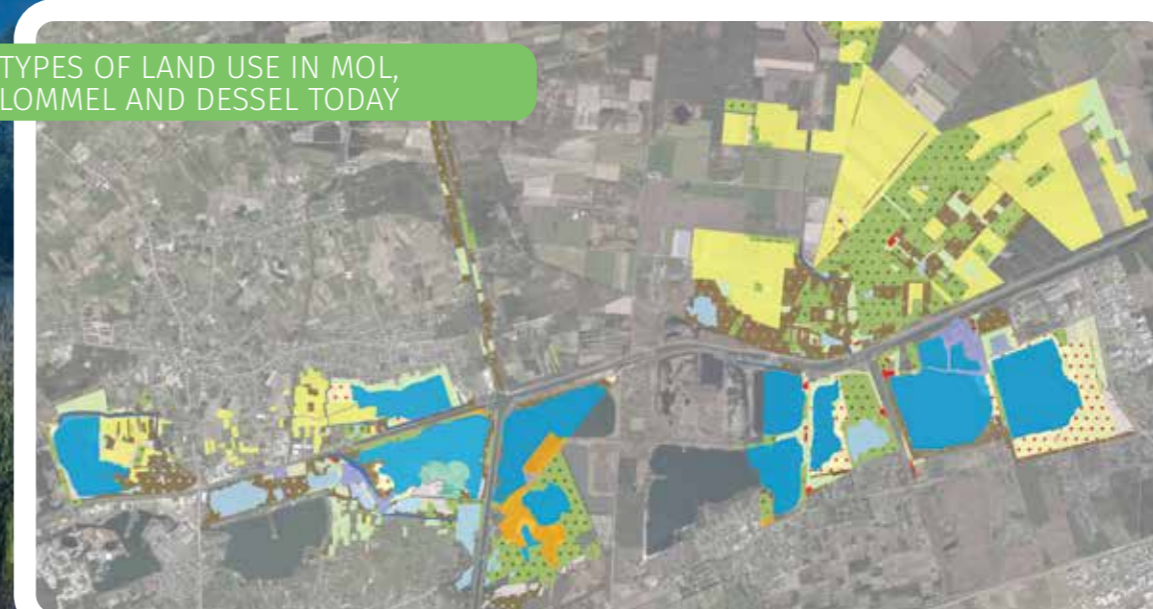 TYPES OF LAND USE IN MOL,
LOMMEL AND DESSEL TODAY